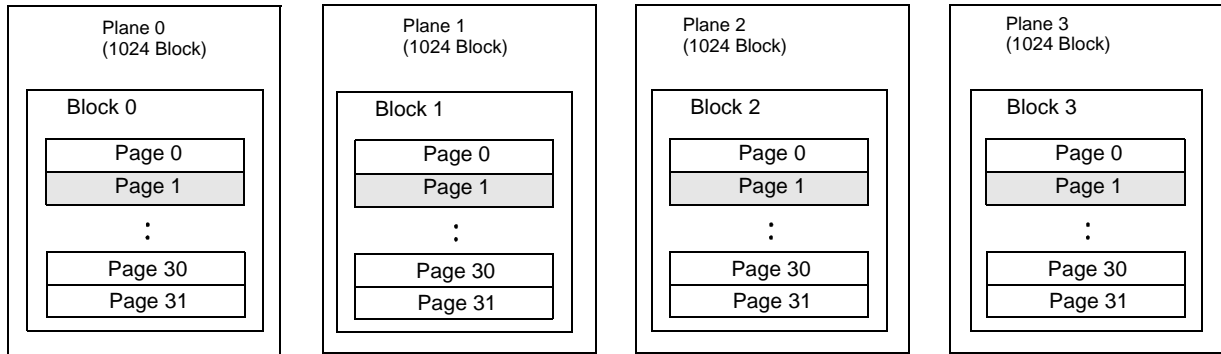 Plane 0
(1024 Block)
Block 0
Page 0
Page 1
:
Page 30
Page 31
Plane 1
(1024 Block)
Block 1
Page 0
Page 1
:
Page 30
Page 31
Plane 2
(1024 Block)
Block 2
Page 0
Page 1
:
Page 30
Page 31
Plane 3
(1024 Block)
Block 3
Page 0
Page 1
:
Page 30
Page 31